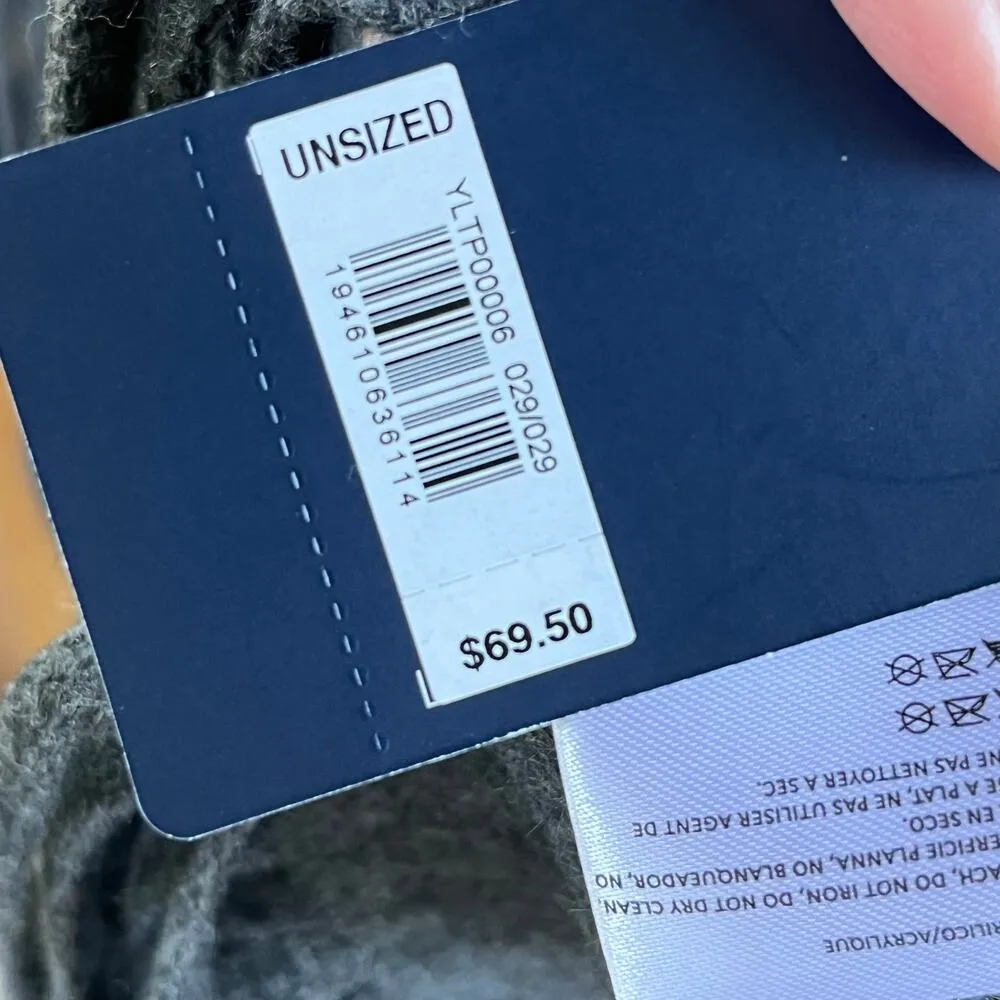 UNSIZED
YLTP00006 029/029
194610636114
$69.50
RILICO/ACRYLIQUE
ACH, DO NOT IRON, DO NOT DRY CLEAN
ERFICIE PLANNA, NO BLANQUEADOR, NO
EN SECO.
E A PLAT, NE PAS UTILISER AGENT DE
NE PAS NETTOYER A SEC.